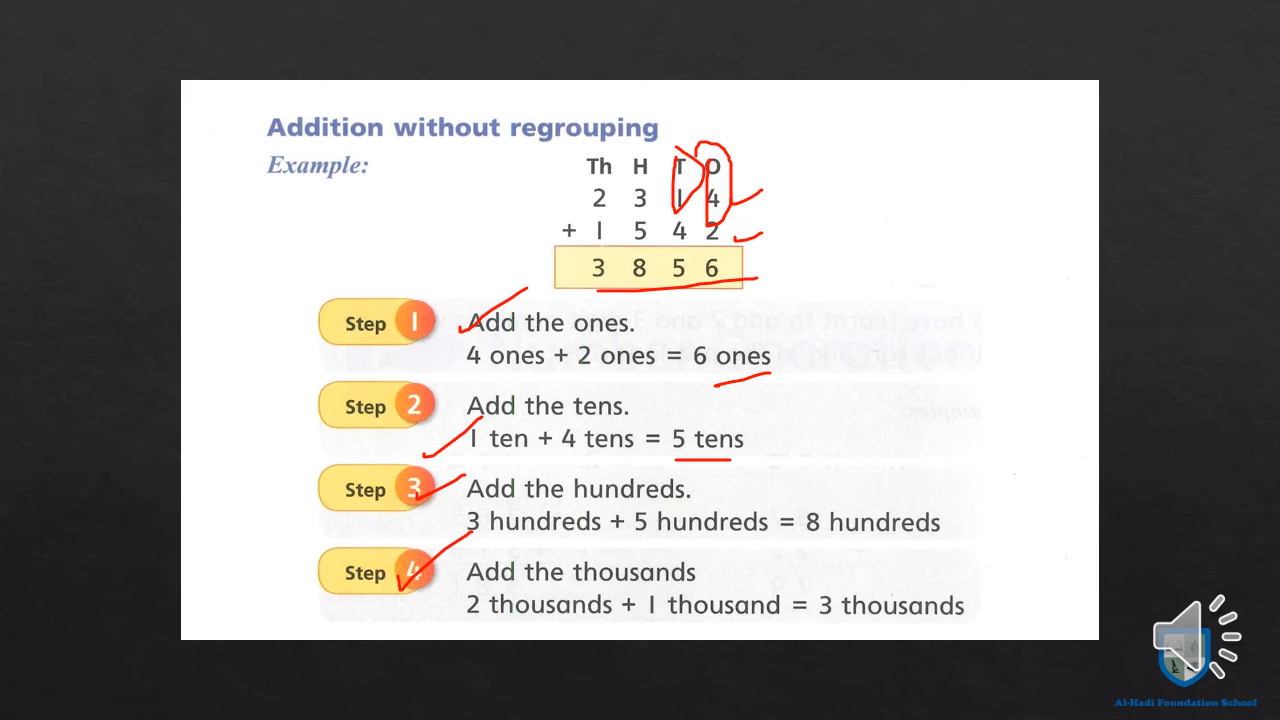 Addition without regrouping
Example:
Th H T O
2 3 1 4
+ 1 5 4 2
3 8 5 6
Step 1 Add the ones.
4 ones + 2 ones = 6 ones
Step 2 Add the tens.
1 ten + 4 tens = 5 tens
Step 3 Add the hundreds.
3 hundreds + 5 hundreds = 8 hundreds
Step 4 Add the thousands
2 thousands + 1 thousand = 3 thousands
Al-Hadi Foundation School